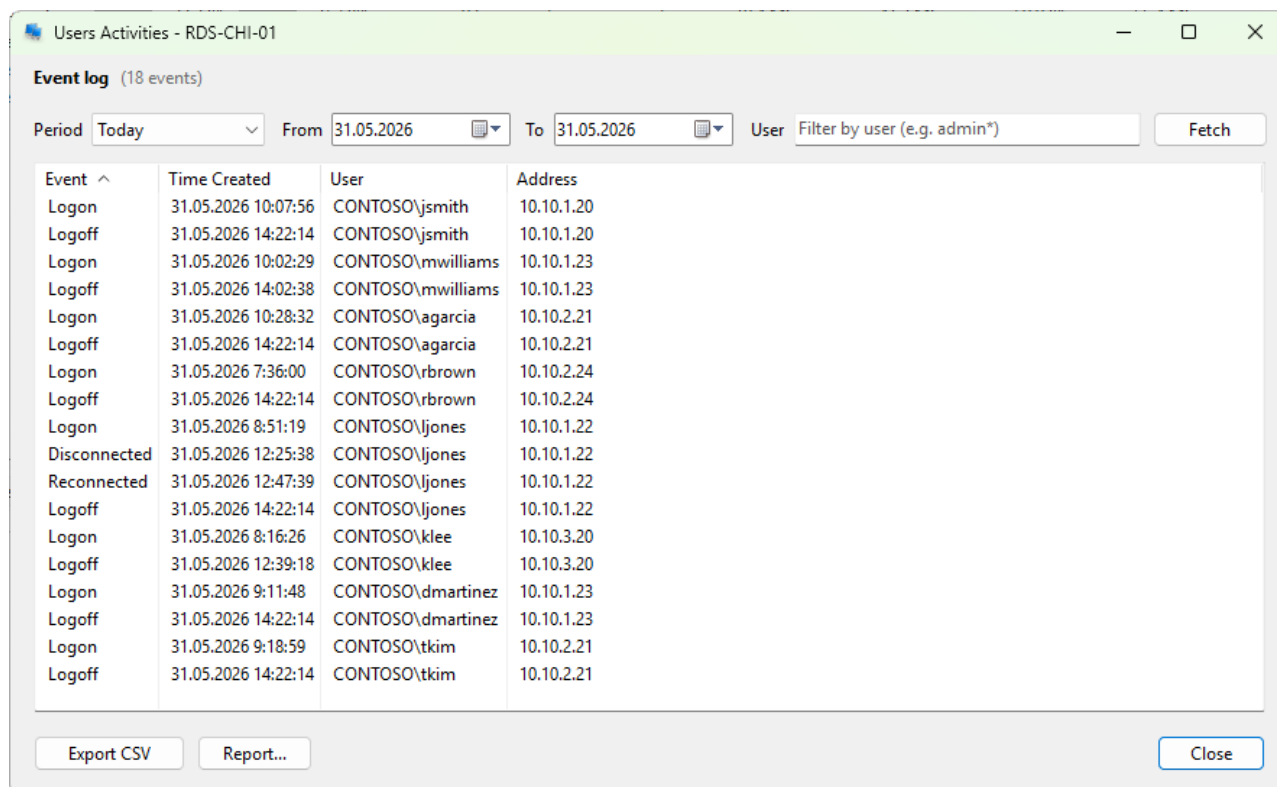 Users Activities - RDS-CHI-01
Event log (18 events)
Period Today From 31.05.2026 To 31.05.2026 User Filter by user (e.g. admin*) Fetch
Event Time Created User Address
Logon 31.05.2026 10:07:56 CONTOSO\jsmith 10.10.1.20
Logoff 31.05.2026 14:22:14 CONTOSO\jsmith 10.10.1.20
Logon 31.05.2026 10:02:29 CONTOSO\mwilliams 10.10.1.23
Logoff 31.05.2026 14:02:38 CONTOSO\mwilliams 10.10.1.23
Logon 31.05.2026 10:28:32 CONTOSO\agarcia 10.10.2.21
Logoff 31.05.2026 14:22:14 CONTOSO\agarcia 10.10.2.21
Logon 31.05.2026 7:36:00 CONTOSO\rbrown 10.10.2.24
Logoff 31.05.2026 14:22:14 CONTOSO\rbrown 10.10.2.24
Logon 31.05.2026 8:51:19 CONTOSO\ljones 10.10.1.22
Disconnected 31.05.2026 12:25:38 CONTOSO\ljones 10.10.1.22
Reconnected 31.05.2026 12:47:39 CONTOSO\ljones 10.10.1.22
Logoff 31.05.2026 14:22:14 CONTOSO\ljones 10.10.1.22
Logon 31.05.2026 8:16:26 CONTOSO\klee 10.10.3.20
Logoff 31.05.2026 12:39:18 CONTOSO\klee 10.10.3.20
Logon 31.05.2026 9:11:48 CONTOSO\dmartinez 10.10.1.23
Logoff 31.05.2026 14:22:14 CONTOSO\dmartinez 10.10.1.23
Logon 31.05.2026 9:18:59 CONTOSO\tkim 10.10.2.21
Logoff 31.05.2026 14:22:14 CONTOSO\tkim 10.10.2.21
Export CSV Report... Close